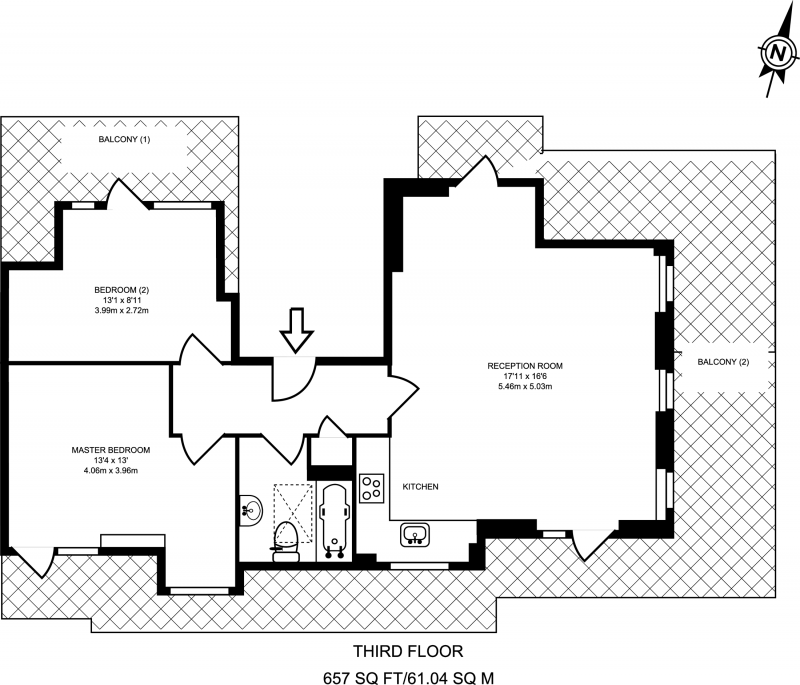 N
BALCONY (1)
BEDROOM (2)
13'1 x 8'11
3.99m x 2.72m
RECEPTION ROOM
17'11 x 16'6
5.46m x 5.03m
BALCONY (2)
MASTER BEDROOM
13'4 x 13'
4.06m x 3.96m
KITCHEN
THIRD FLOOR
657 SQ FT/61.04 SQ M